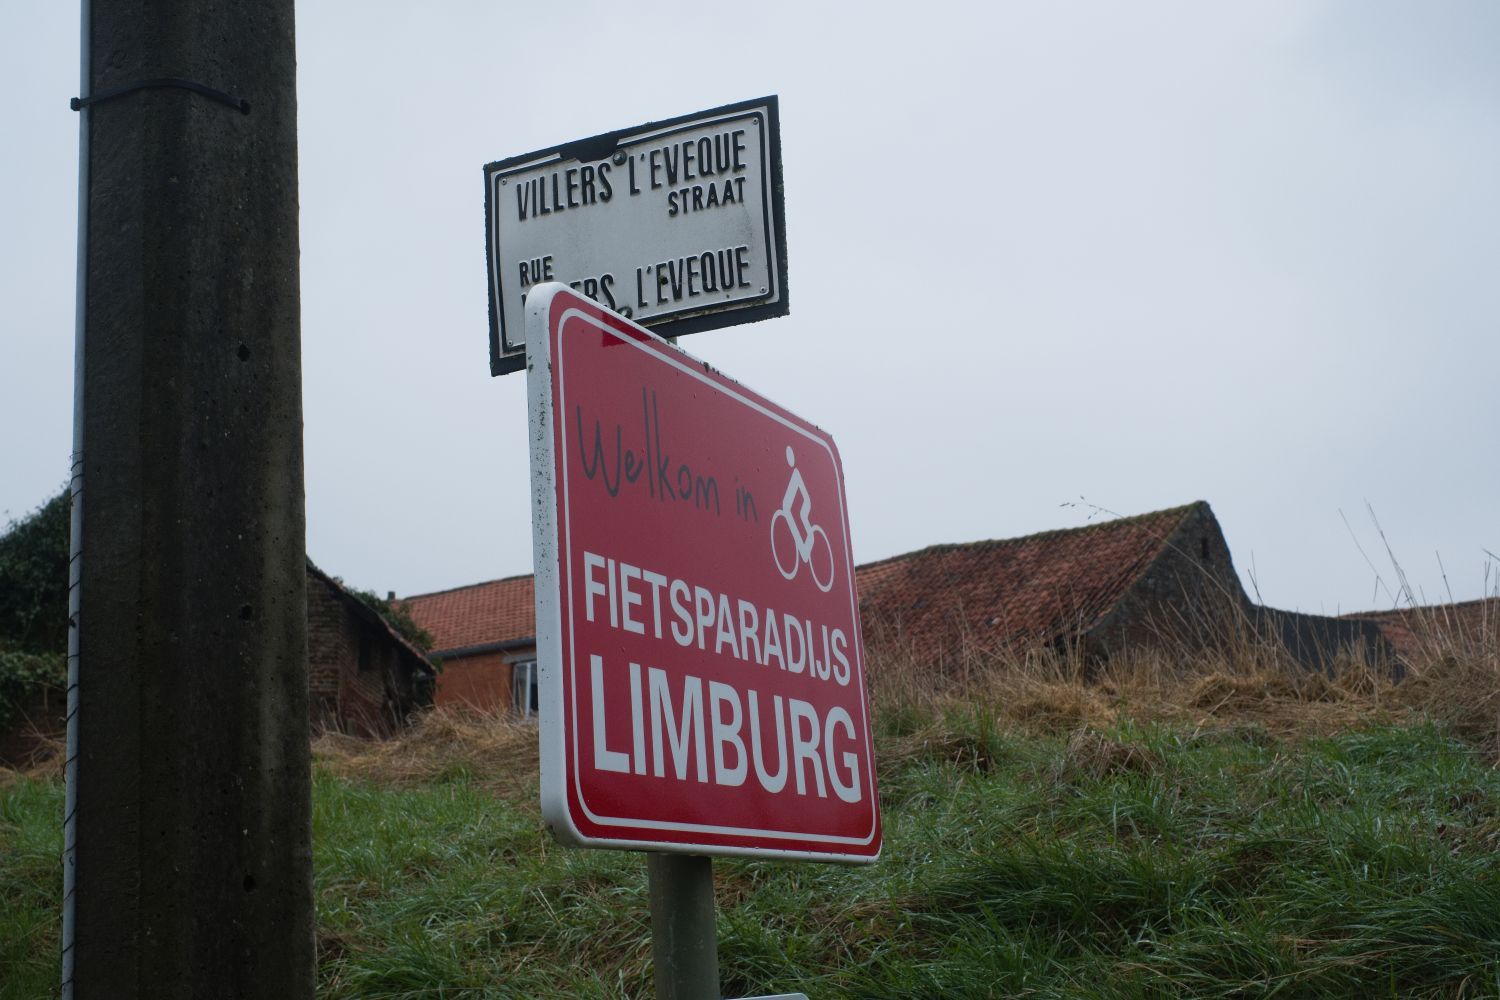 VILLERS L'EVEQUE
STRAAT
RUE
L'EVEQUE
Welkom in
FIETSPARADIJS
LIMBURG